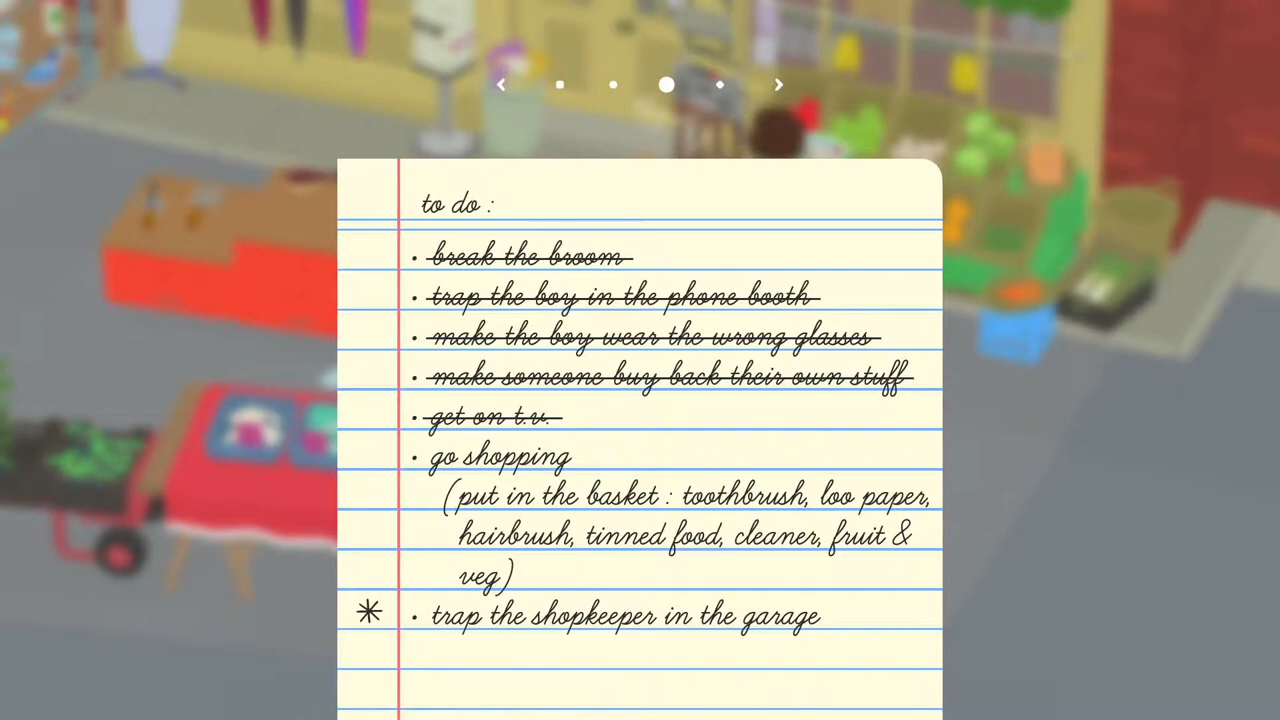 to do :
• break the broom
• trap the boy in the phone booth
• make the boy wear the wrong glasses
• make someone buy back their own stuff
• get on t.v.
• go shopping
(put in the basket : toothbrush, loo paper,
hairbrush, tinned food, cleaner, fruit &
veg)
* • trap the shopkeeper in the garage